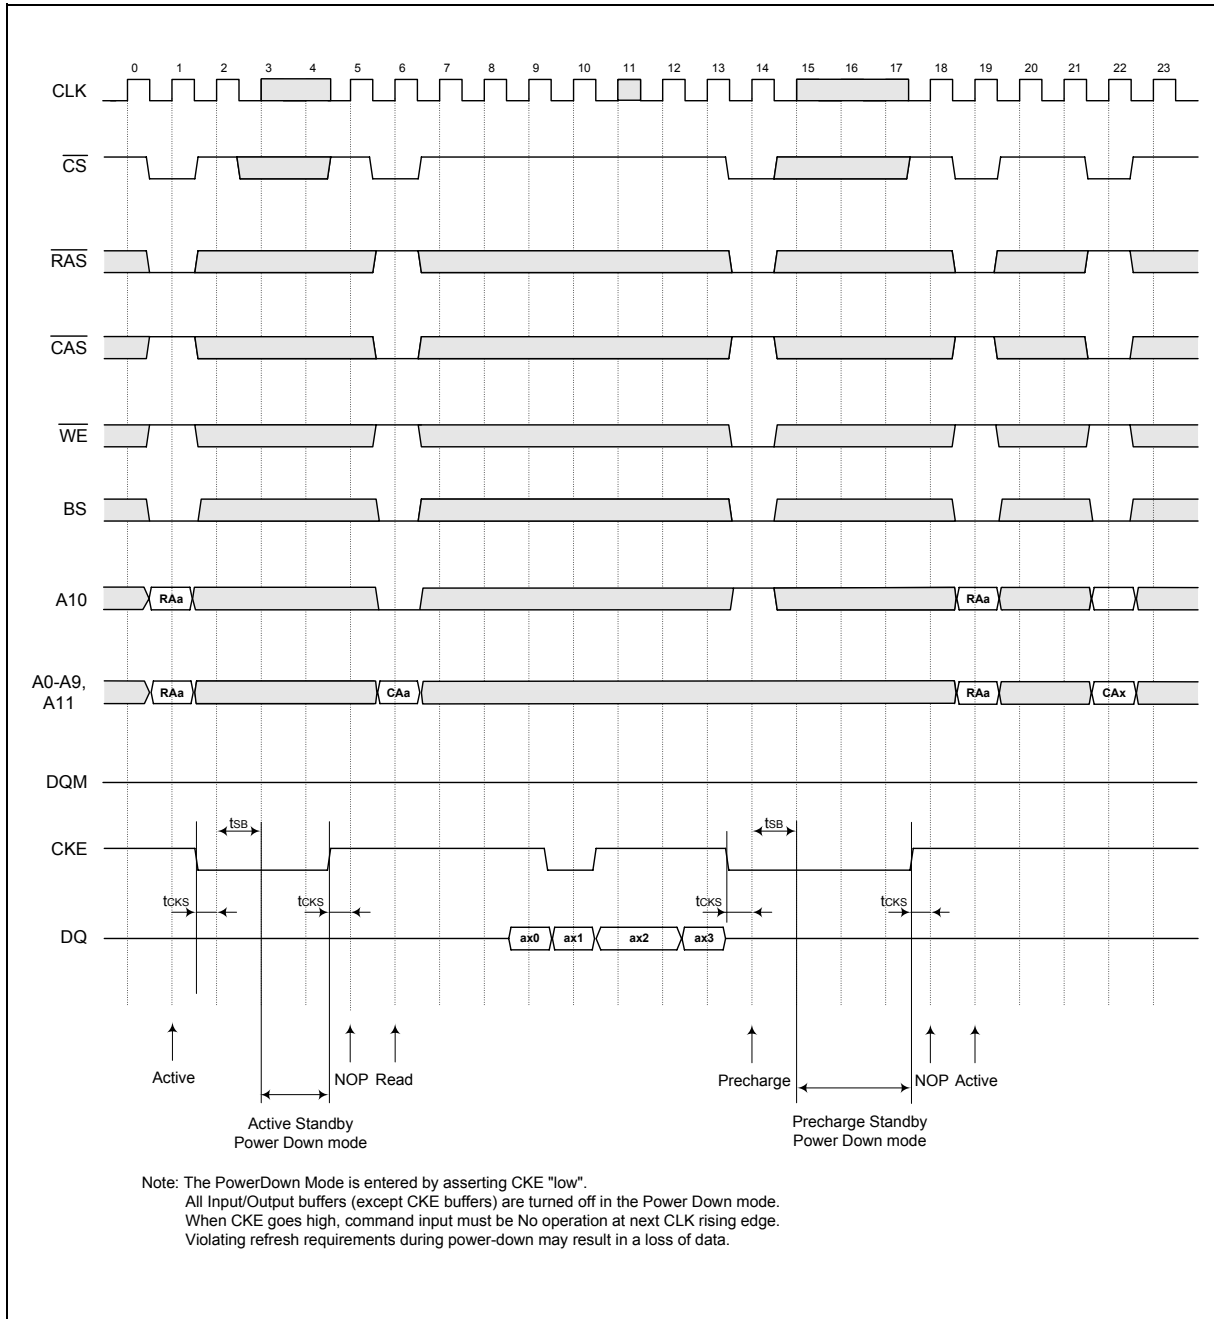 0 1 2 3 4 5 6 7 8 9 10 11 12 13 14 15 16 17 18 19 20 21 22 23
CLK
CS
RAS
CAS
WE
BS
A10 RAa RAa
A0-A9,
A11 RAa CAa RAa CAx
DQM
tSB tSB
CKE
tCKS tCKS tCKS tCKS
DQ ax0 ax1 ax2 ax3
Active NOP Read Precharge NOP Active
Active Standby
Power Down mode
Precharge Standby
Power Down mode
Note: The PowerDown Mode is entered by asserting CKE "low".
All Input/Output buffers (except CKE buffers) are turned off in the Power Down mode.
When CKE goes high, command input must be No operation at next CLK rising edge.
Violating refresh requirements during power-down may result in a loss of data.